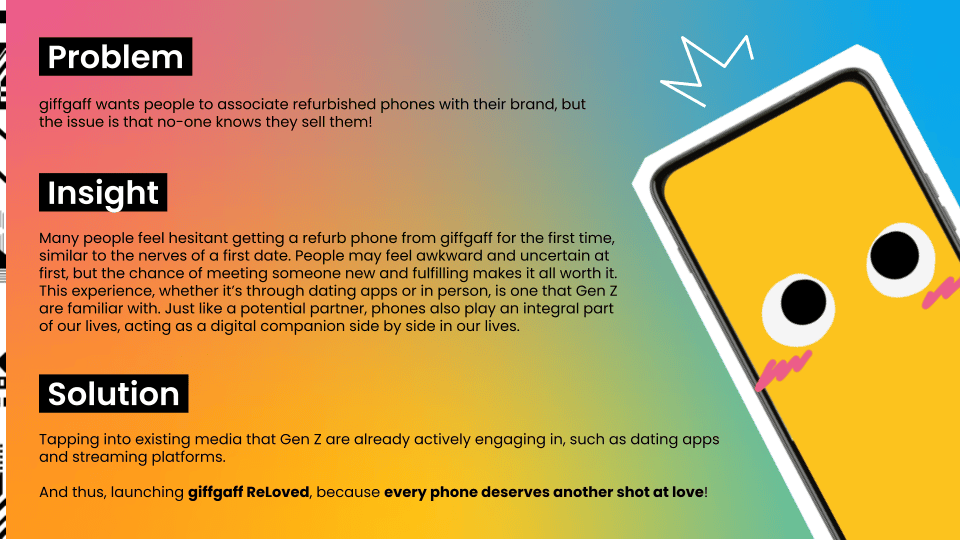 Problem
giffgaff wants people to associate refurbished phones with their brand, but
the issue is that no-one knows they sell them!
Insight
Many people feel hesitant getting a refurb phone from giffgaff for the first time,
similar to the nerves of a first date. People may feel awkward and uncertain at
first, but the chance of meeting someone new and fulfilling makes it all worth it.
This experience, whether it’s through dating apps or in person, is one that Gen Z
are familiar with. Just like a potential partner, phones also play an integral part
of our lives, acting as a digital companion side by side in our lives.
Solution
Tapping into existing media that Gen Z are already actively engaging in, such as dating apps
and streaming platforms.
And thus, launching giffgaff ReLoved, because every phone deserves another shot at love!